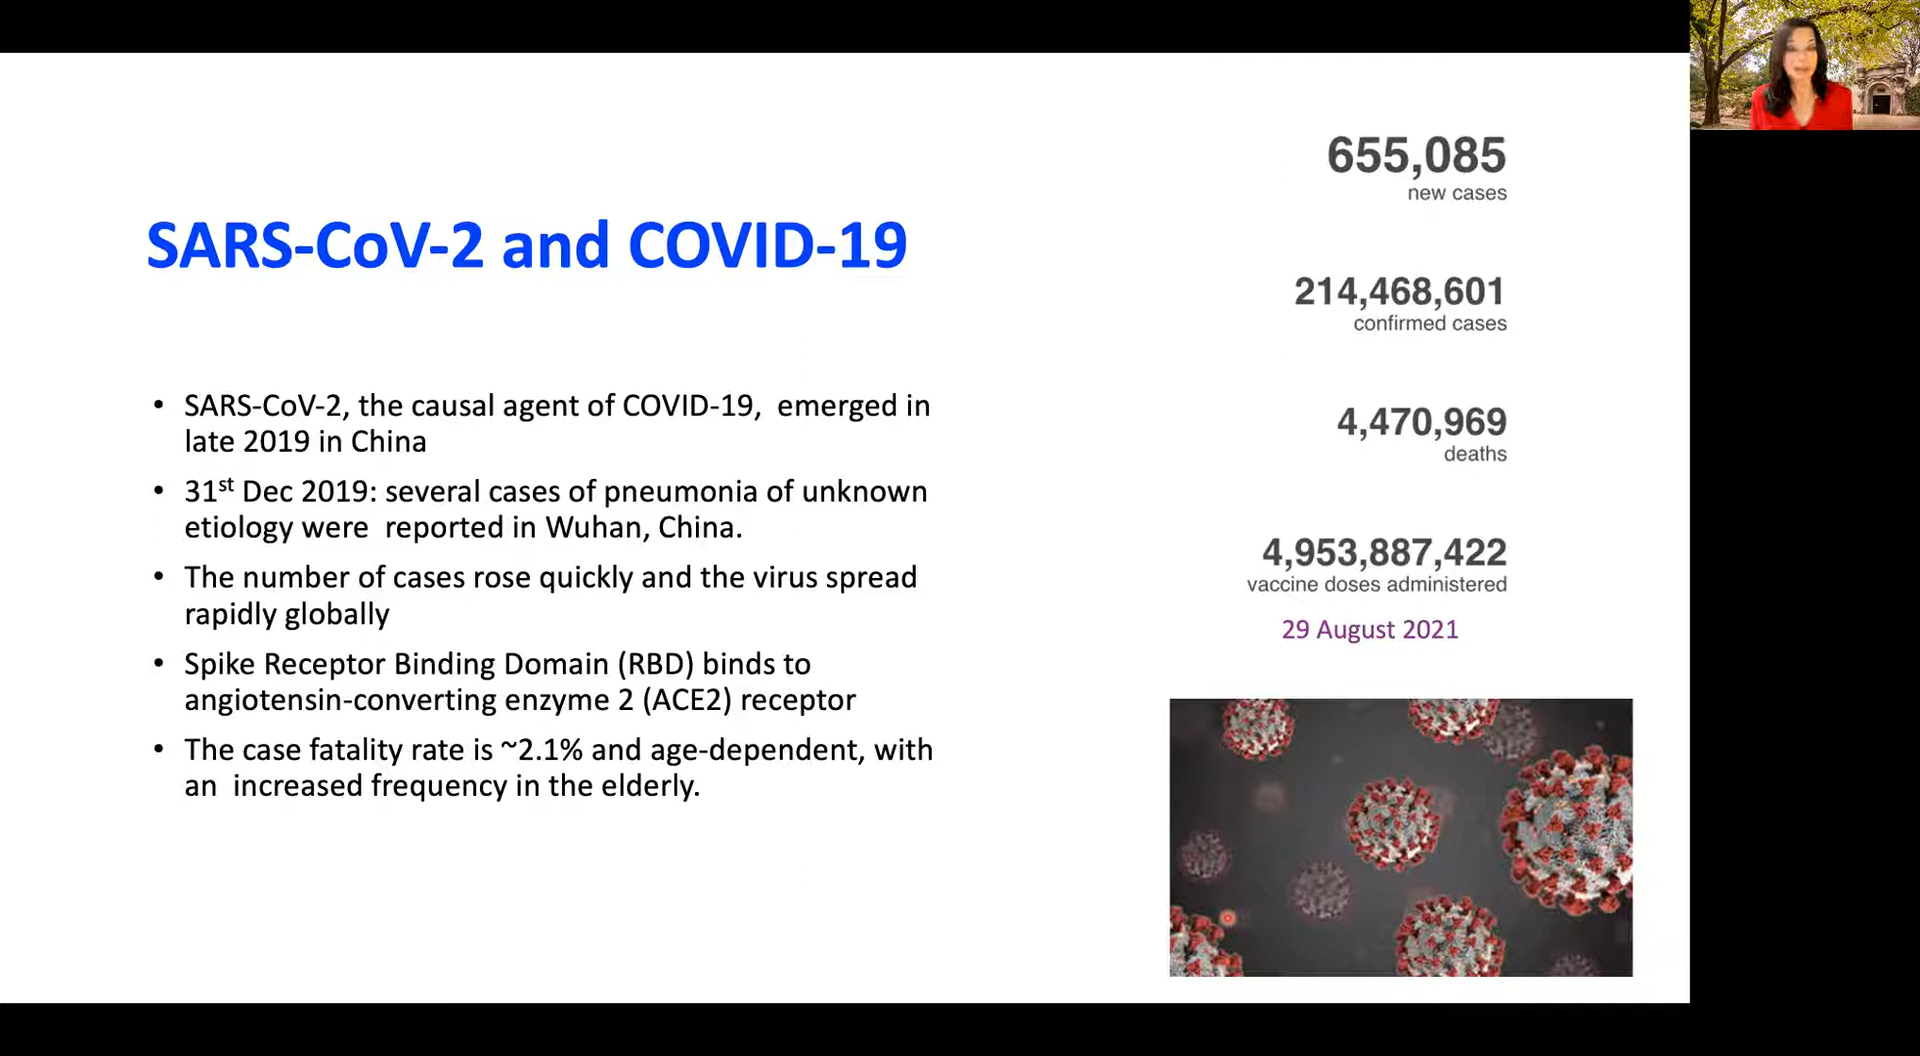 SARS-CoV-2 and COVID-19
• SARS-CoV-2, the causal agent of COVID-19,  emerged in
late 2019 in China
• 31st Dec 2019: several cases of pneumonia of unknown
etiology were  reported in Wuhan, China.
• The number of cases rose quickly and the virus spread
rapidly globally
• Spike Receptor Binding Domain (RBD) binds to
angiotensin-converting enzyme 2 (ACE2) receptor
• The case fatality rate is ~2.1% and age-dependent, with
an  increased frequency in the elderly.
655,085
new cases
214,468,601
confirmed cases
4,470,969
deaths
4,953,887,422
vaccine doses administered
29 August 2021